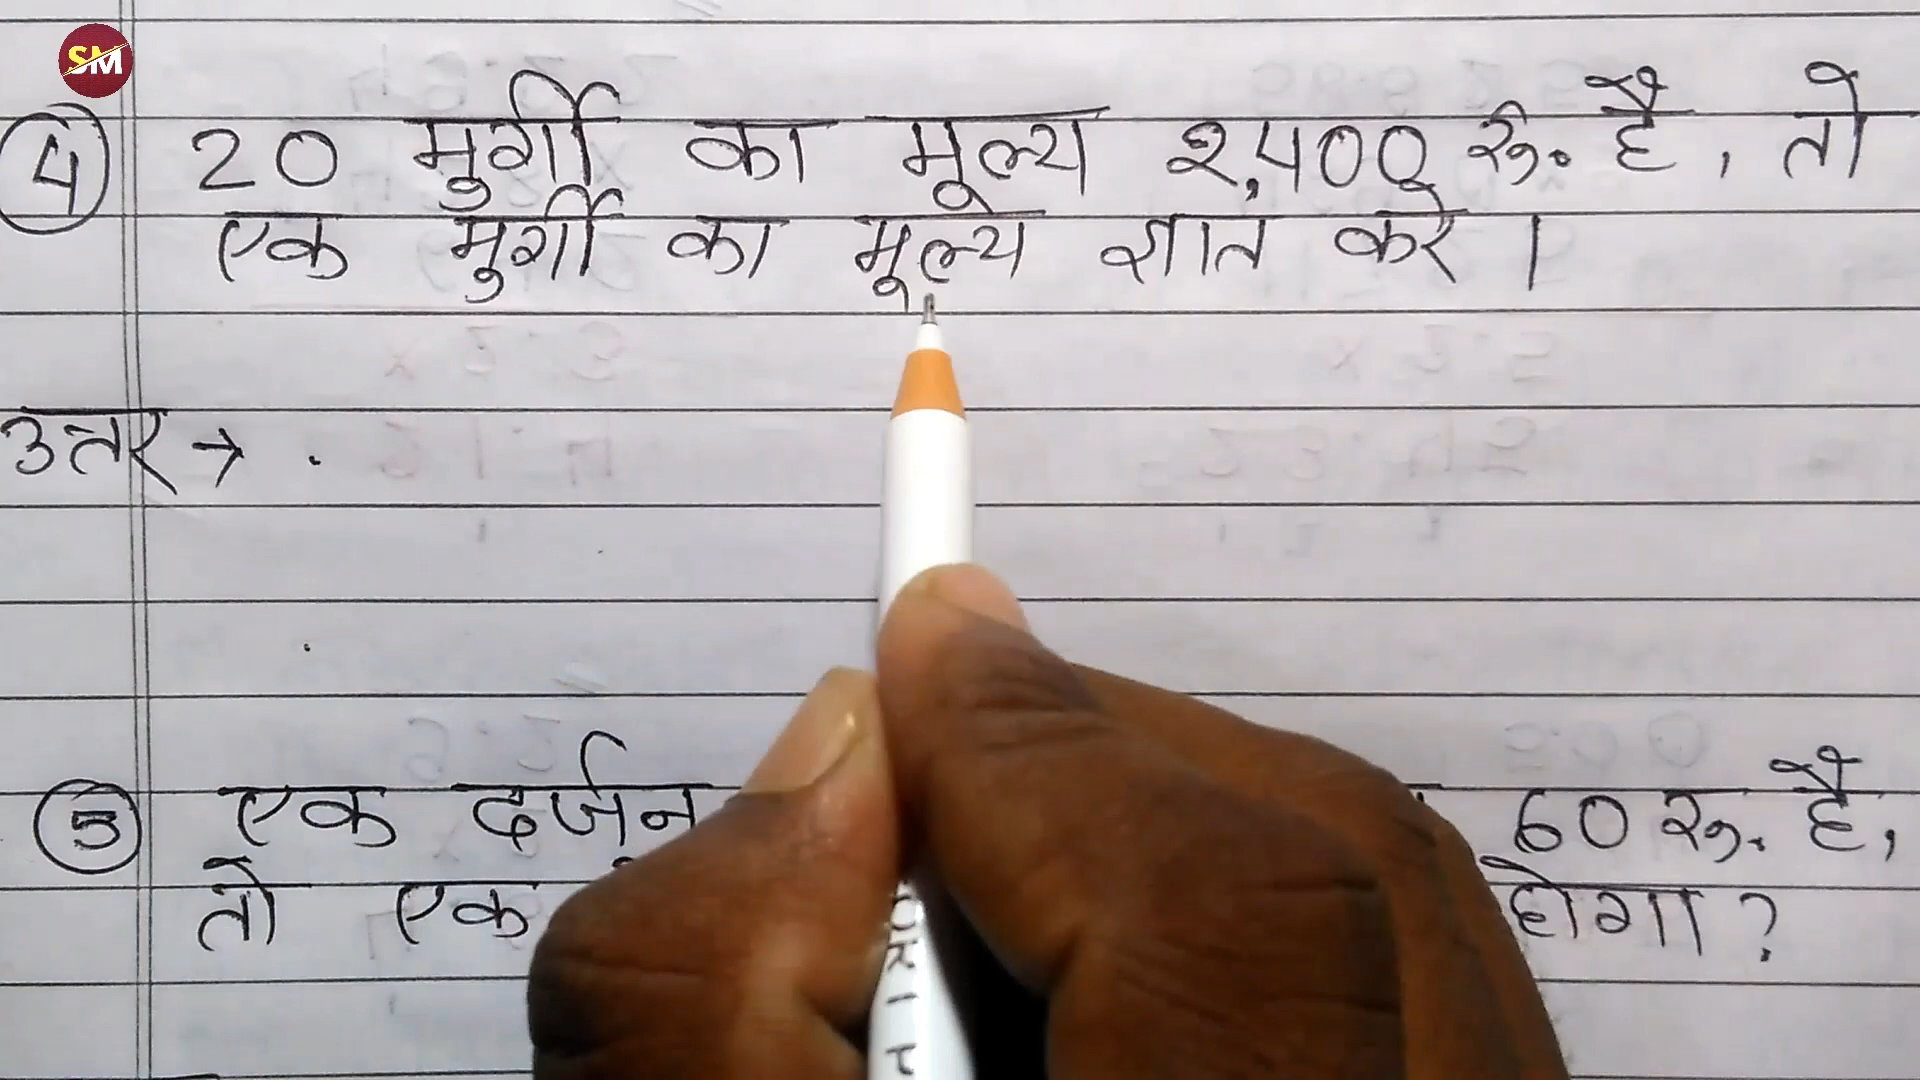 SM
④ 20 मुर्गी का मूल्य 2,400 रु. है, तो
एक मुर्गी का मूल्य ज्ञात करे ।
उत्तर → .
⑤ एक दर्जन 60 रु. है,
तो एक होगा ?